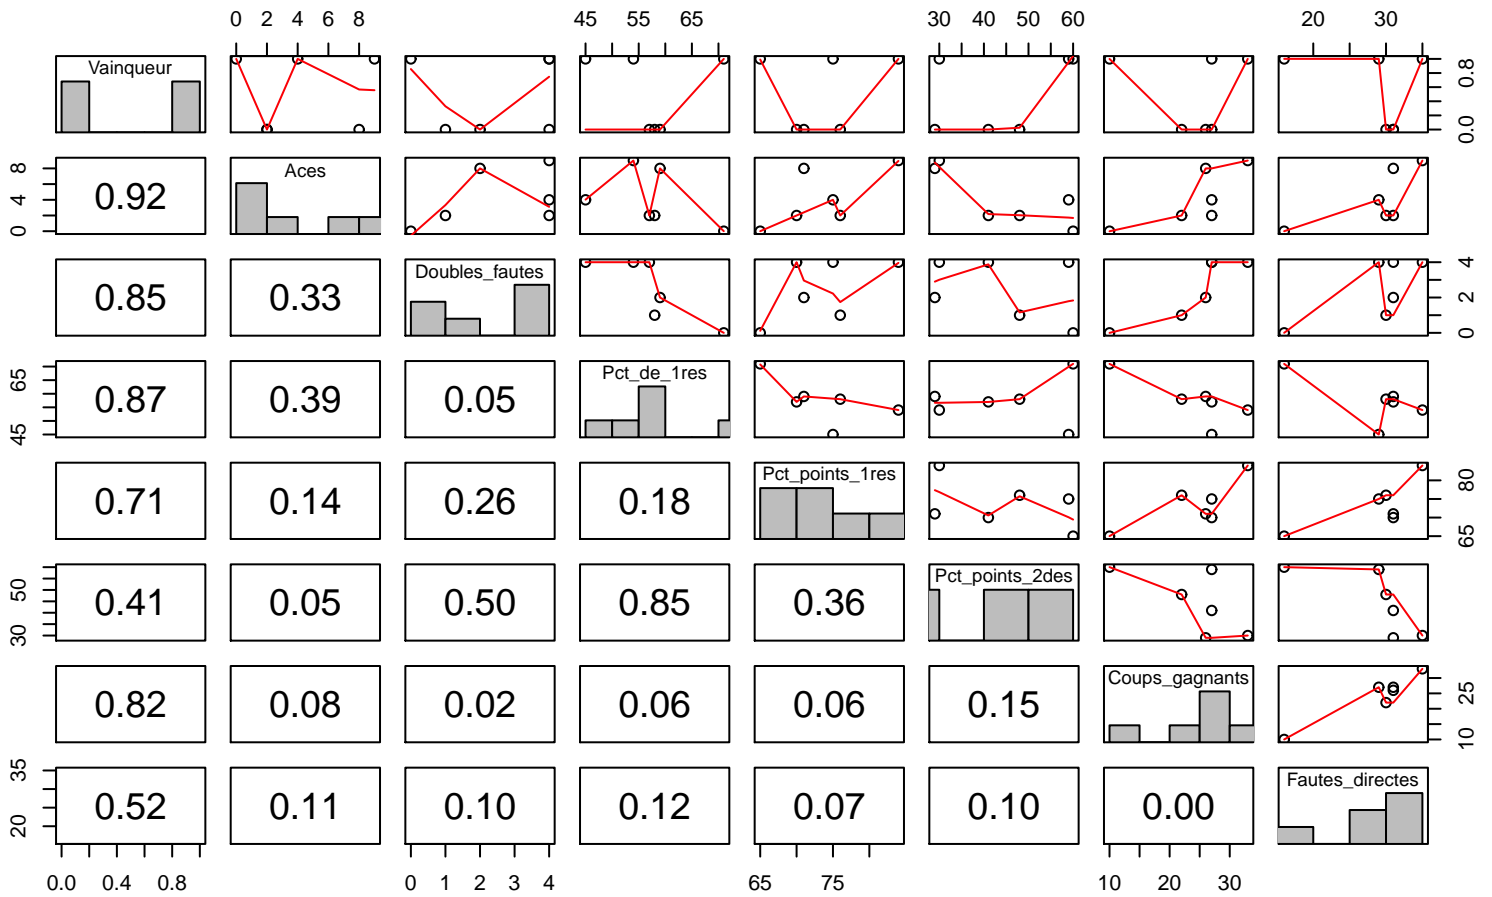 0 2 4 6 8 45 55 65 30 40 50 60 20 30
Vainqueur 0.0 0.8
0 4 8 0.92 Aces
0.85 0.33 Doubles_fautes 0 2 4
45 65 0.87 0.39 0.05 Pct_de_1res
0.71 0.14 0.26 0.18 Pct_points_1res 65 80
30 50 0.41 0.05 0.50 0.85 0.36 Pct_points_2des
0.82 0.08 0.02 0.06 0.06 0.15 Coups_gagnants 10 25
20 35 0.52 0.11 0.10 0.12 0.07 0.10 0.00 Fautes_directes
0.0 0.4 0.8 0 1 2 3 4 65 75 10 20 30